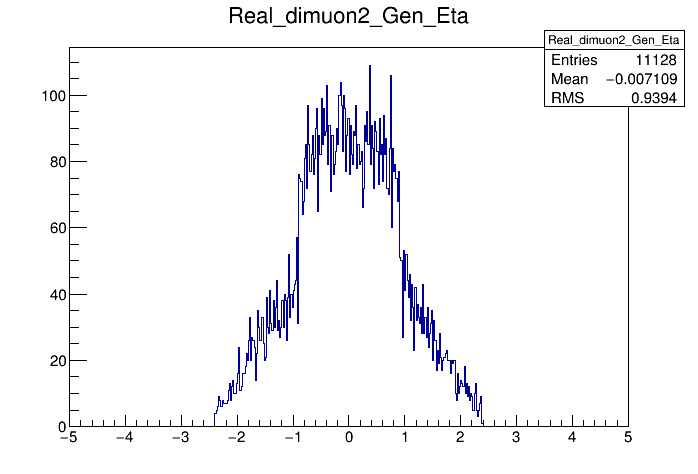 Real_dimuon2_Gen_Eta
Real_dimuon2_Gen_Eta
Entries 11128
Mean −0.007109
RMS 0.9394
100
80
60
40
20
0
−5 −4 −3 −2 −1 0 1 2 3 4 5